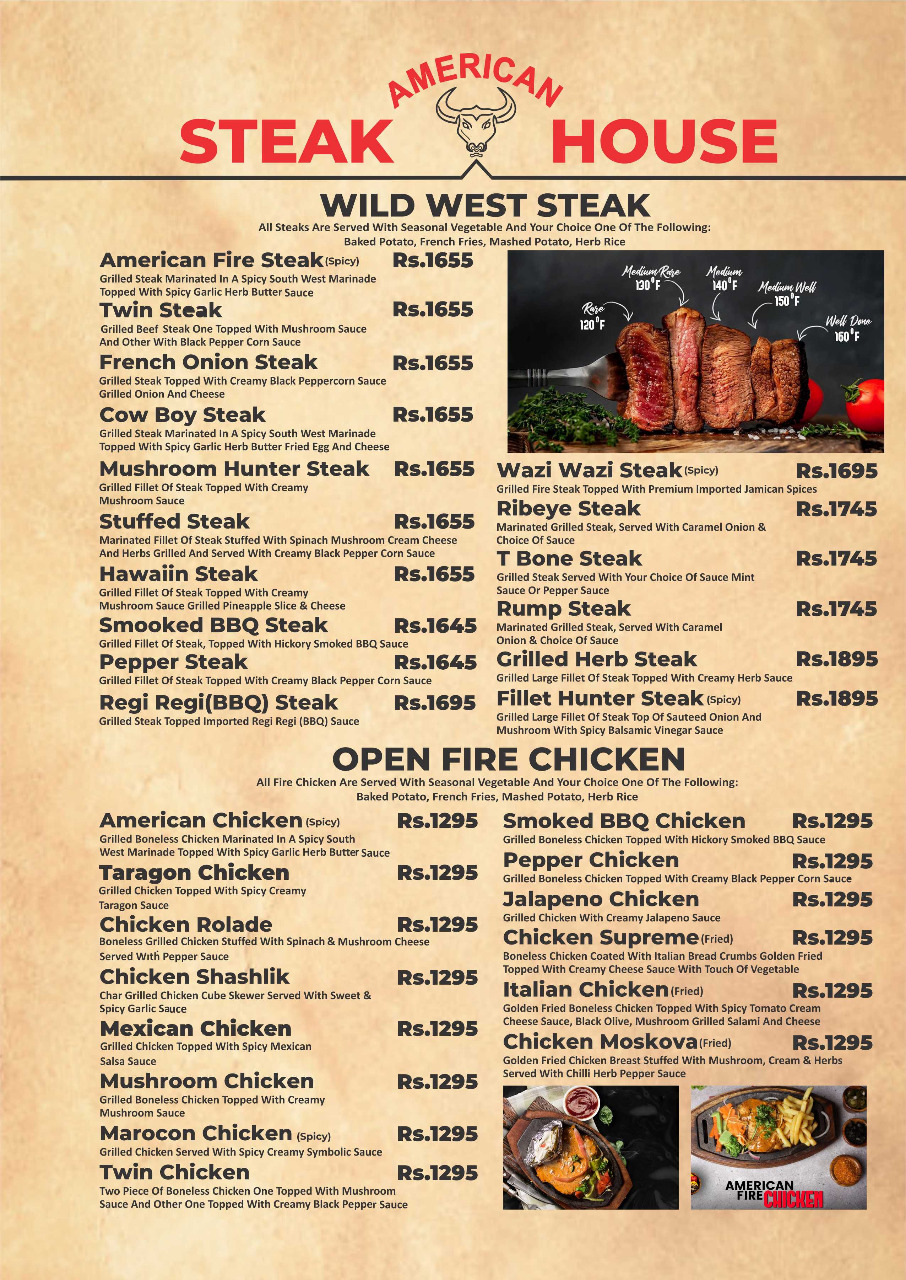 AMERICAN
STEAK HOUSE
WILD WEST STEAK
All Steaks Are Served With Seasonal Vegetable And Your Choice One Of The Following:
Baked Potato, French Fries, Mashed Potato, Herb Rice
American Fire Steak (Spicy) Rs.1655
Grilled Steak Marinated In A Spicy South West Marinade
Topped With Spicy Garlic Herb Butter Sauce
Twin Steak Rs.1655
Grilled Beef Steak One Topped With Mushroom Sauce
And Other With Black Pepper Corn Sauce
French Onion Steak Rs.1655
Grilled Steak Topped With Creamy Black Peppercorn Sauce
Grilled Onion And Cheese
Cow Boy Steak Rs.1655
Grilled Steak Marinated In A Spicy South West Marinade
Topped With Spicy Garlic Herb Butter Fried Egg And Cheese
Mushroom Hunter Steak Rs.1655
Grilled Fillet Of Steak Topped With Creamy
Mushroom Sauce
Stuffed Steak Rs.1655
Marinated Fillet Of Steak Stuffed With Spinach Mushroom Cream Cheese
And Herbs Grilled And Served With Creamy Black Pepper Corn Sauce
Hawaiin Steak Rs.1655
Grilled Fillet Of Steak Topped With Creamy
Mushroom Sauce Grilled Pineapple Slice & Cheese
Smooked BBQ Steak Rs.1645
Grilled Fillet Of Steak, Topped With Hickory Smoked BBQ Sauce
Pepper Steak Rs.1645
Grilled Fillet Of Steak Topped With Creamy Black Pepper Corn Sauce
Regi Regi(BBQ) Steak Rs.1695
Grilled Steak Topped Imported Regi Regi (BBQ) Sauce
Rare
120°F
Medium Rare
130°F
Medium
140°F
Medium Well
150°F
Well Done
160°F
Wazi Wazi Steak (Spicy) Rs.1695
Grilled Fire Steak Topped With Premium Imported Jamican Spices
Ribeye Steak Rs.1745
Marinated Grilled Steak, Served With Caramel Onion &
Choice Of Sauce
T Bone Steak Rs.1745
Grilled Steak Served With Your Choice Of Sauce Mint
Sauce Or Pepper Sauce
Rump Steak Rs.1745
Marinated Grilled Steak, Served With Caramel
Onion & Choice Of Sauce
Grilled Herb Steak Rs.1895
Grilled Large Fillet Of Steak Topped With Creamy Herb Sauce
Fillet Hunter Steak (Spicy) Rs.1895
Grilled Large Fillet Of Steak Top Of Sauteed Onion And
Mushroom With Spicy Balsamic Vinegar Sauce
OPEN FIRE CHICKEN
All Fire Chicken Are Served With Seasonal Vegetable And Your Choice One Of The Following:
Baked Potato, French Fries, Mashed Potato, Herb Rice
American Chicken (Spicy) Rs.1295
Grilled Boneless Chicken Marinated In A Spicy South
West Marinade Topped With Spicy Garlic Herb Butter Sauce
Taragon Chicken Rs.1295
Grilled Chicken Topped With Spicy Creamy
Taragon Sauce
Chicken Rolade Rs.1295
Boneless Grilled Chicken Stuffed With Spinach & Mushroom Cheese
Served With Pepper Sauce
Chicken Shashlik Rs.1295
Char Grilled Chicken Cube Skewer Served With Sweet &
Spicy Garlic Sauce
Mexican Chicken Rs.1295
Grilled Chicken Topped With Spicy Mexican
Salsa Sauce
Mushroom Chicken Rs.1295
Grilled Boneless Chicken Topped With Creamy
Mushroom Sauce
Marocon Chicken (Spicy) Rs.1295
Grilled Chicken Served With Spicy Creamy Symbolic Sauce
Twin Chicken Rs.1295
Two Piece Of Boneless Chicken One Topped With Mushroom
Sauce And Other One Topped With Creamy Black Pepper Sauce
Smoked BBQ Chicken Rs.1295
Grilled Boneless Chicken Topped With Hickory Smoked BBQ Sauce
Pepper Chicken Rs.1295
Grilled Boneless Chicken Topped With Creamy Black Pepper Corn Sauce
Jalapeno Chicken Rs.1295
Grilled Chicken With Creamy Jalapeno Sauce
Chicken Supreme (Fried) Rs.1295
Boneless Chicken Coated With Italian Bread Crumbs Golden Fried
Topped With Creamy Cheese Sauce With Touch Of Vegetable
Italian Chicken (Fried) Rs.1295
Golden Fried Boneless Chicken Topped With Spicy Tomato Cream
Cheese Sauce, Black Olive, Mushroom Grilled Salami And Cheese
Chicken Moskova (Fried) Rs.1295
Golden Fried Chicken Breast Stuffed With Mushroom, Cream & Herbs
Served With Chilli Herb Pepper Sauce
AMERICAN
FIRE CHICKEN